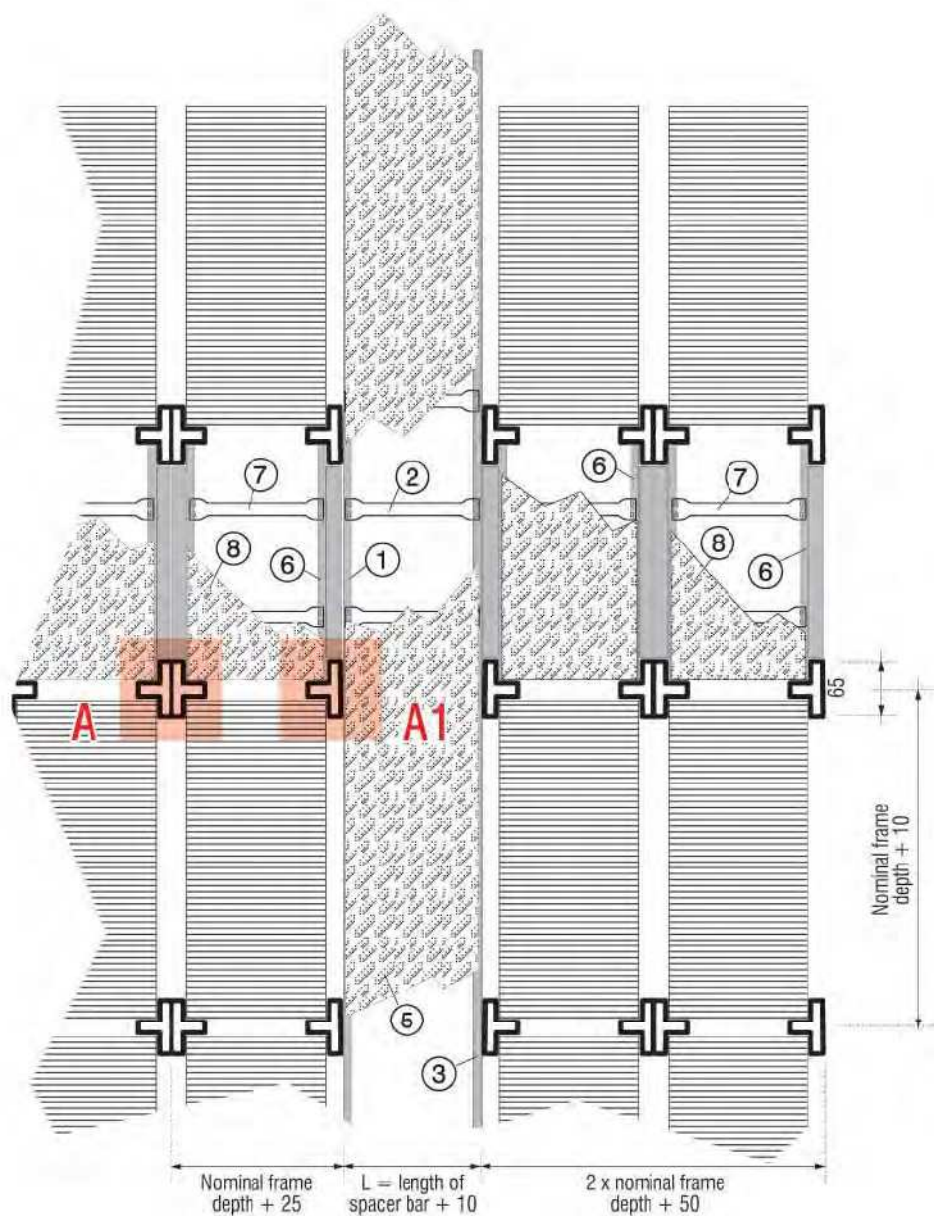 7
2
6
7
8
6
1
8
6
A
A1
65
Nominal frame
depth + 10
5
3
Nominal frame
depth + 25
L = length of
spacer bar + 10
2 x nominal frame
depth + 50